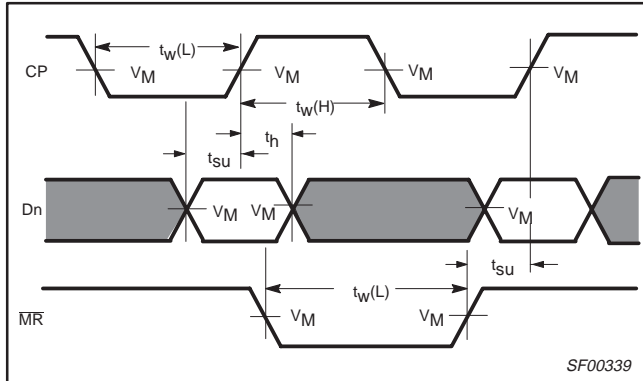 tw(L)
CP VM VM VM VM
tw(H)
th
tsu
Dn VM VM VM
tsu
tw(L)
MR VM VM
SF00339